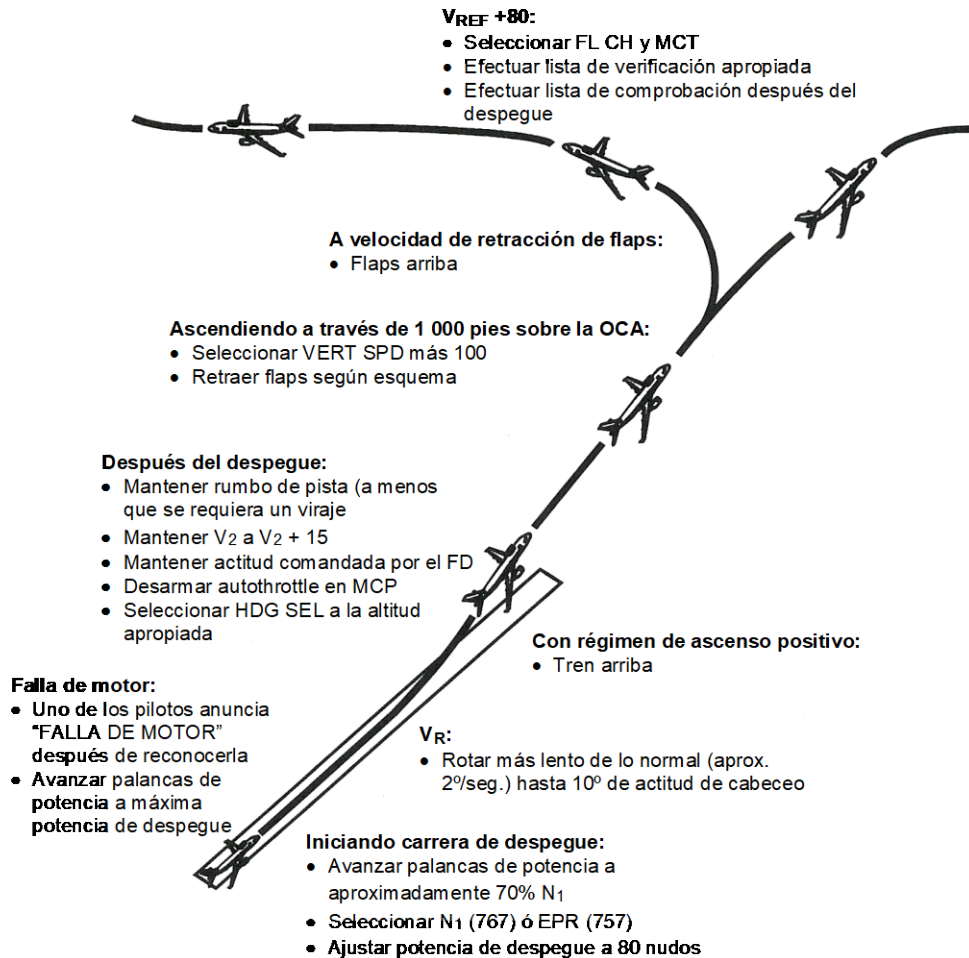 VREF +80:
• Seleccionar FL CH y MCT
• Efectuar lista de verificación apropiada
• Efectuar lista de comprobación después del
despegue
A velocidad de retracción de flaps:
• Flaps arriba
Ascendiendo a través de 1 000 pies sobre la OCA:
• Seleccionar VERT SPD más 100
• Retraer flaps según esquema
Después del despegue:
• Mantener rumbo de pista (a menos
que se requiera un viraje
• Mantener V2 a V2 + 15
• Mantener actitud comandada por el FD
• Desarmar autothrottle en MCP
• Seleccionar HDG SEL a la altitud
apropiada
Con régimen de ascenso positivo:
• Tren arriba
Falla de motor:
• Uno de los pilotos anuncia
"FALLA DE MOTOR"
después de reconocerla
• Avanzar palancas de
potencia a máxima
potencia de despegue
VR:
• Rotar más lento de lo normal (aprox.
2º/seg.) hasta 10º de actitud de cabeceo
Iniciando carrera de despegue:
• Avanzar palancas de potencia a
aproximadamente 70% N1
• Seleccionar N1 (767) ó EPR (757)
• Ajustar potencia de despegue a 80 nudos